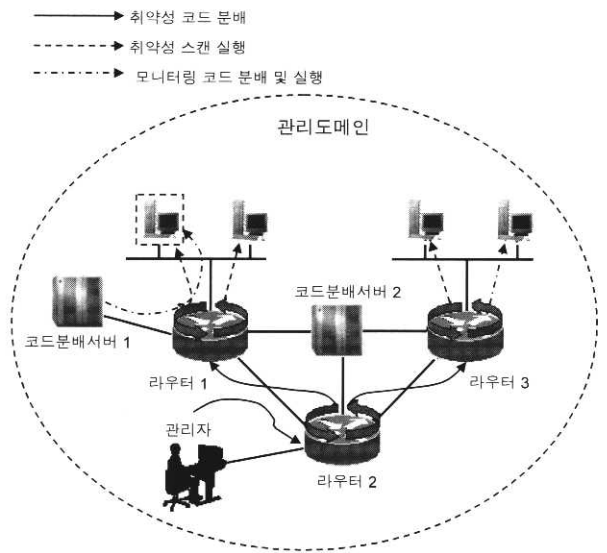 취약성 코드 분배
취약성 스캔 실행
모니터링 코드 분배 및 실행
관리도메인
코드분배서버 2
코드분배서버 1
라우터 1
라우터 3
관리자
라우터 2